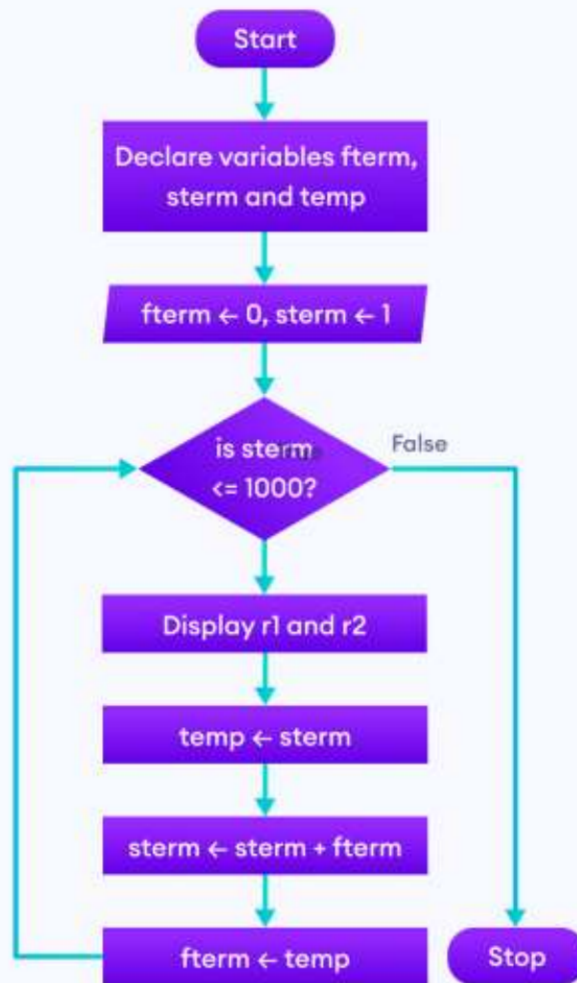 Start
Declare variables fterm,
sterm and temp
fterm ← 0, sterm ← 1
is sterm
<= 1000?
False
Display r1 and r2
temp ← sterm
sterm ← sterm + fterm
fterm ← temp
Stop